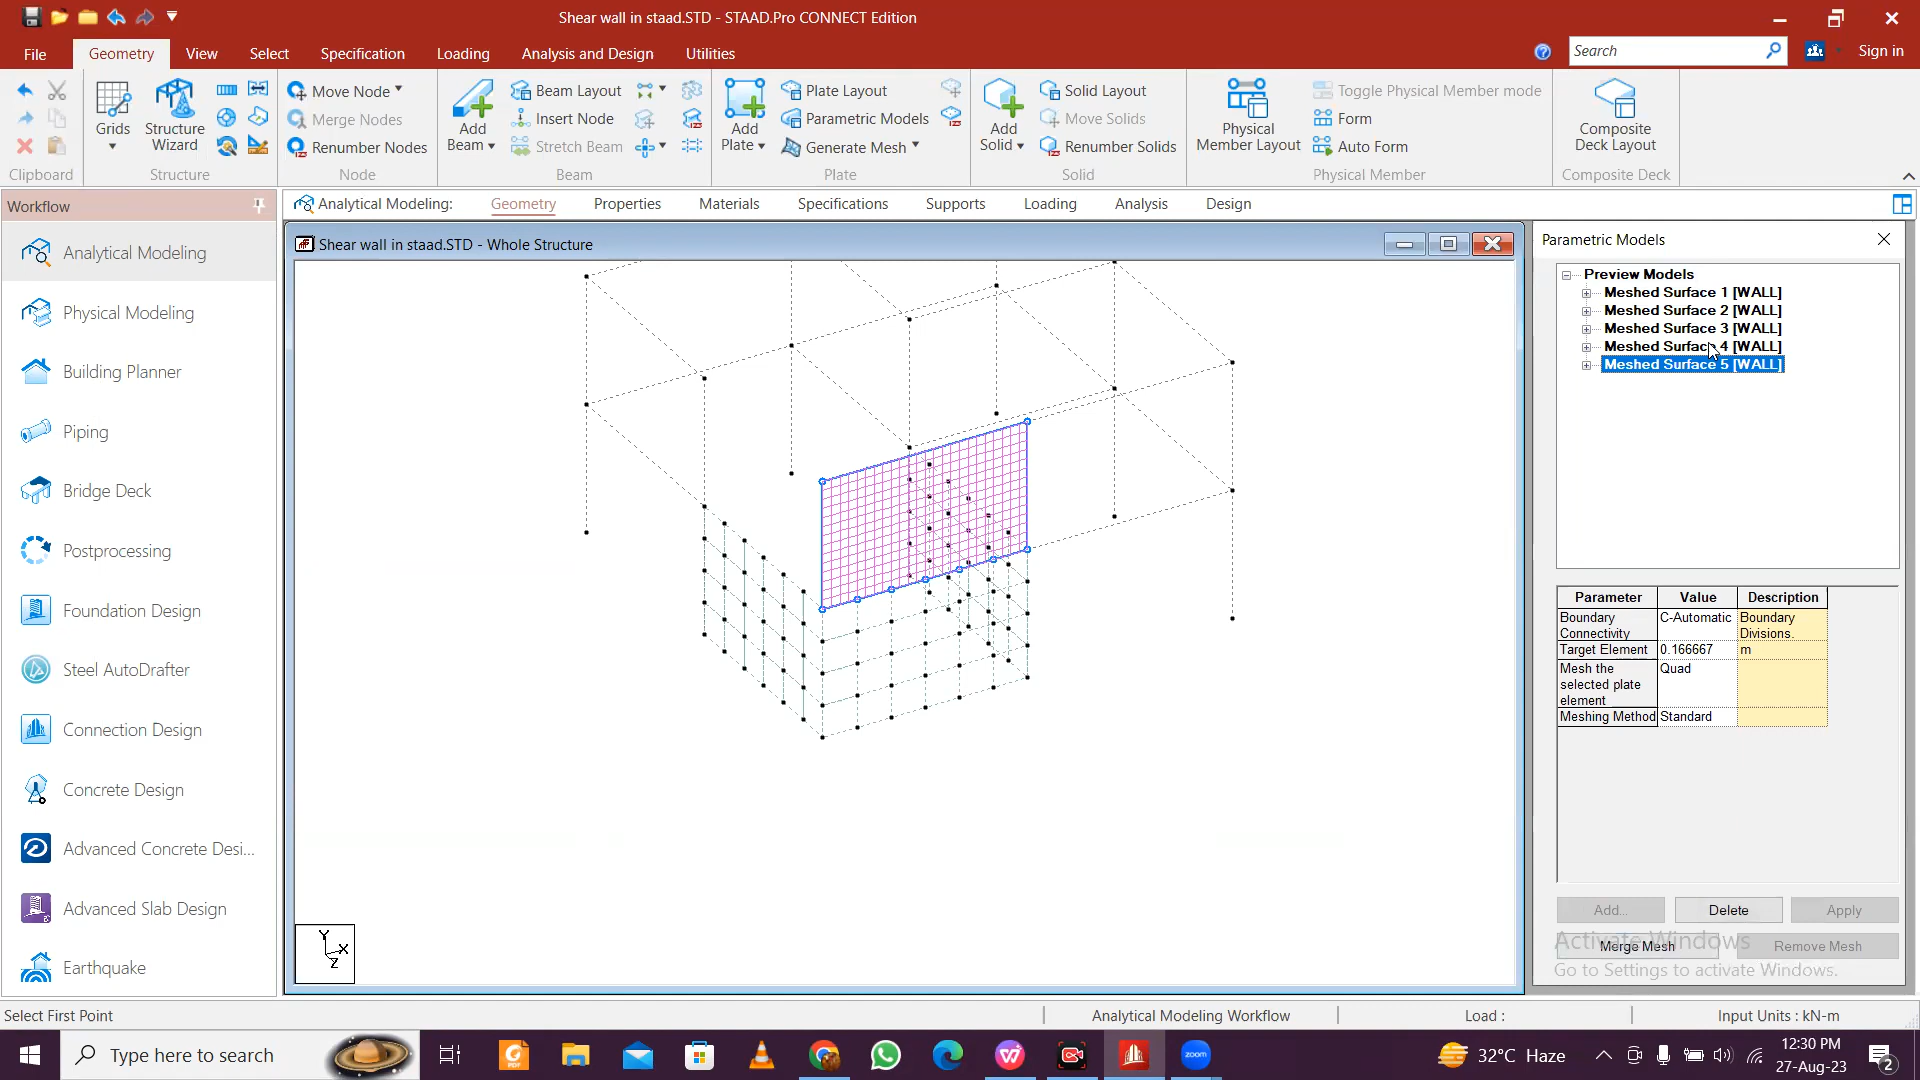 Shear wall in staad.STD - STAAD.Pro CONNECT Edition
File
Geometry
View
Select
Specification
Loading
Analysis and Design
Utilities
Search
Sign in
Grids
Structure Wizard
Move Node
Merge Nodes
Renumber Nodes
Add Beam
Beam Layout
Insert Node
Stretch Beam
Add Plate
Plate Layout
Parametric Models
Generate Mesh
Add Solid
Solid Layout
Move Solids
Renumber Solids
Physical Member Layout
Toggle Physical Member mode
Form
Auto Form
Composite Deck Layout
Clipboard
Structure
Node
Beam
Plate
Solid
Physical Member
Composite Deck
Workflow
Analytical Modeling
Physical Modeling
Building Planner
Piping
Bridge Deck
Postprocessing
Foundation Design
Steel AutoDrafter
Connection Design
Concrete Design
Advanced Concrete Desi...
Advanced Slab Design
Earthquake
Analytical Modeling:
Geometry
Properties
Materials
Specifications
Supports
Loading
Analysis
Design
Shear wall in staad.STD - Whole Structure
Y
X
Z
Parametric Models
Preview Models
Meshed Surface 1 [WALL]
Meshed Surface 2 [WALL]
Meshed Surface 3 [WALL]
Meshed Surface 4 [WALL]
Meshed Surface 5 [WALL]
Parameter Value Description
Boundary Connectivity C-Automatic Boundary Divisions.
Target Element 0.166667 m
Mesh the selected plate element Quad
Meshing Method Standard
Add...
Delete
Apply
Merge Mesh
Remove Mesh
Activate Windows
Go to Settings to activate Windows.
Select First Point
Analytical Modeling Workflow
Load :
Input Units : kN-m
Type here to search
PDF
zoom
32°C Haze
12:30 PM
27-Aug-23
2